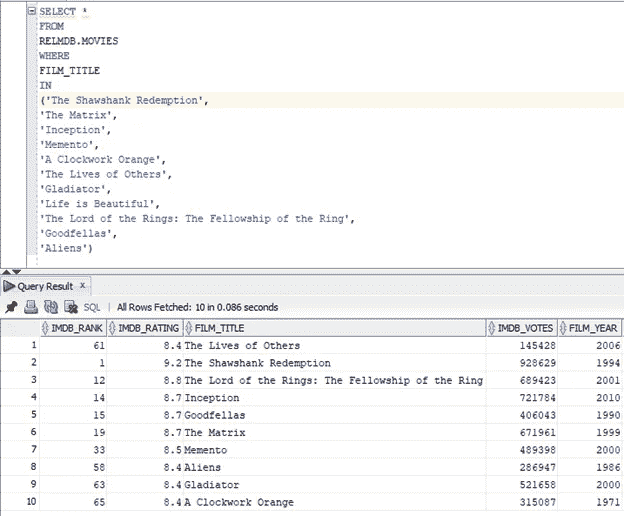 SELECT *
FROM
RELMDB.MOVIES
WHERE
FILM_TITLE
IN
('The Shawshank Redemption',
'The Matrix',
'Inception',
'Memento',
'A Clockwork Orange',
'The Lives of Others',
'Gladiator',
'Life is Beautiful',
'The Lord of the Rings: The Fellowship of the Ring',
'Goodfellas',
'Aliens')
Query Result x
SQL | All Rows Fetched: 10 in 0.086 seconds
IMDB_RANK IMDB_RATING FILM_TITLE IMDB_VOTES FILM_YEAR
1 61 8.4 The Lives of Others 145428 2006
2 1 9.2 The Shawshank Redemption 928629 1994
3 12 8.8 The Lord of the Rings: The Fellowship of the Ring 689423 2001
4 14 8.7 Inception 721784 2010
5 15 8.7 Goodfellas 406043 1990
6 19 8.7 The Matrix 671961 1999
7 33 8.5 Memento 489398 2000
8 58 8.4 Aliens 286947 1986
9 63 8.4 Gladiator 521658 2000
10 65 8.4 A Clockwork Orange 315087 1971